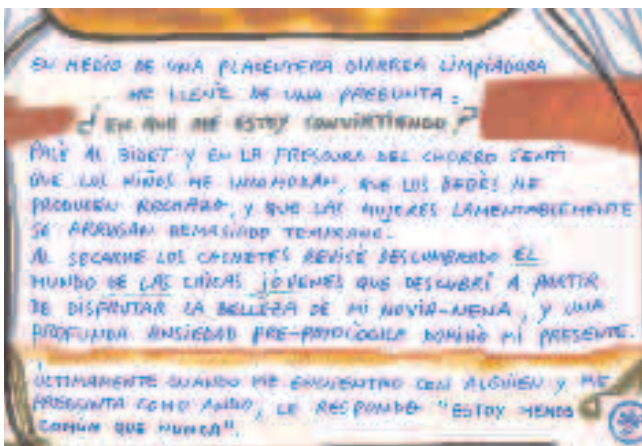 EN MEDIO DE UNA PLACENTERA DIARREA LIMPIADORA
ME LLENÉ DE UNA PREGUNTA:
¿EN QUE ME ESTOY CONVIRTIENDO?
PASÉ AL BIDET Y EN LA FRESCURA DEL CHORRO SENTÍ
QUE LOS NIÑOS ME INCOMODAN, QUE LOS BEBÉS ME
PRODUCEN RECHAZO, Y QUE LAS MUJERES LAMENTABLEMENTE
SE ARRUGAN DEMASIADO TEMPRANO.
AL SECARME LOS CACHETES REVISÉ DESLUMBRADO EL
MUNDO DE LAS CHICAS JOVENES QUE DESCUBRÍ A PARTIR
DE DISFRUTAR LA BELLEZA DE MI NOVIA-NENA, Y UNA
PROFUNDA ANSIEDAD PRE-PATOLÓGICA DOMINÓ MI PRESENTE.
ÚLTIMAMENTE CUANDO ME ENCUENTRO CON ALGUIEN Y ME
PREGUNTA COMO ANDO, LE RESPONDO "ESTOY MENOS
COMÚN QUE NUNCA".